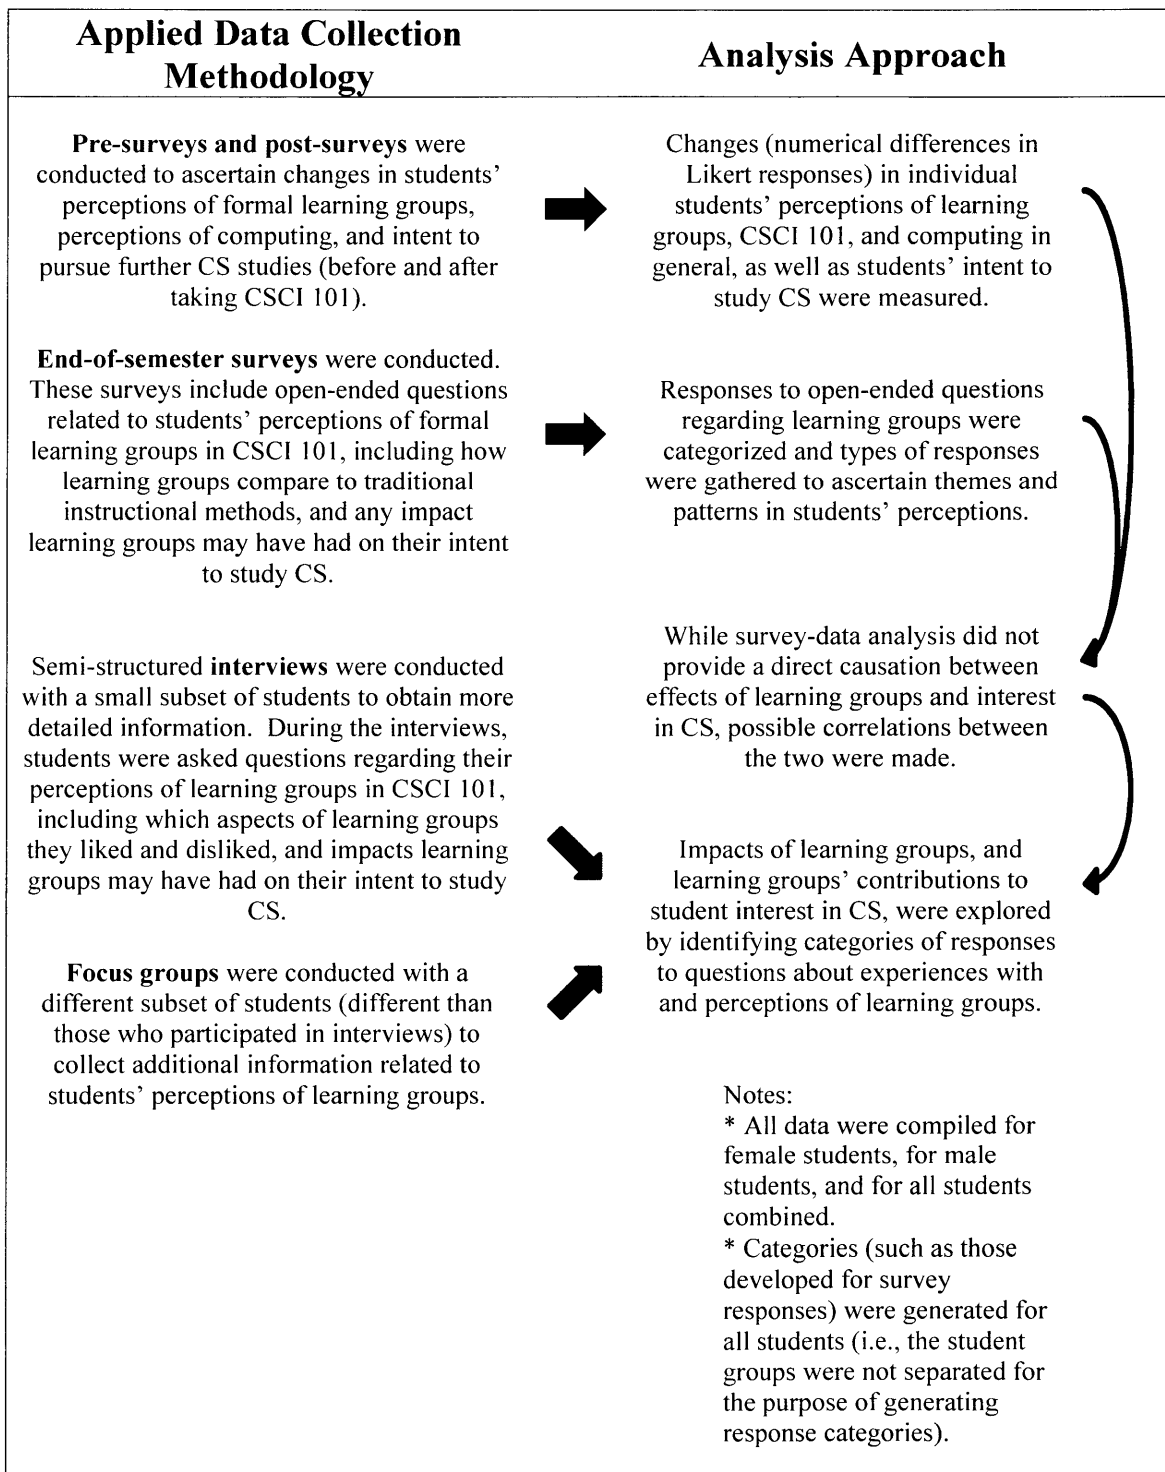 Applied Data Collection
Methodology
Analysis Approach
Pre-surveys and post-surveys were
conducted to ascertain changes in students’
perceptions of formal learning groups,
perceptions of computing, and intent to
pursue further CS studies (before and after
taking CSCI 101).
Changes (numerical differences in
Likert responses) in individual
students’ perceptions of learning
groups, CSCI 101, and computing in
general, as well as students’ intent to
study CS were measured.
End-of-semester surveys were conducted.
These surveys include open-ended questions
related to students’ perceptions of formal
learning groups in CSCI 101, including how
learning groups compare to traditional
instructional methods, and any impact
learning groups may have had on their intent
to study CS.
Responses to open-ended questions
regarding learning groups were
categorized and types of responses
were gathered to ascertain themes and
patterns in students’ perceptions.
While survey-data analysis did not
provide a direct causation between
effects of learning groups and interest
in CS, possible correlations between
the two were made.
Semi-structured interviews were conducted
with a small subset of students to obtain more
detailed information.  During the interviews,
students were asked questions regarding their
perceptions of learning groups in CSCI 101,
including which aspects of learning groups
they liked and disliked, and impacts learning
groups may have had on their intent to study
CS.
Impacts of learning groups, and
learning groups’ contributions to
student interest in CS, were explored
by identifying categories of responses
to questions about experiences with
and perceptions of learning groups.
Focus groups were conducted with a
different subset of students (different than
those who participated in interviews) to
collect additional information related to
students’ perceptions of learning groups.
Notes:
* All data were compiled for
female students, for male
students, and for all students
combined.
* Categories (such as those
developed for survey
responses) were generated for
all students (i.e., the student
groups were not separated for
the purpose of generating
response categories).